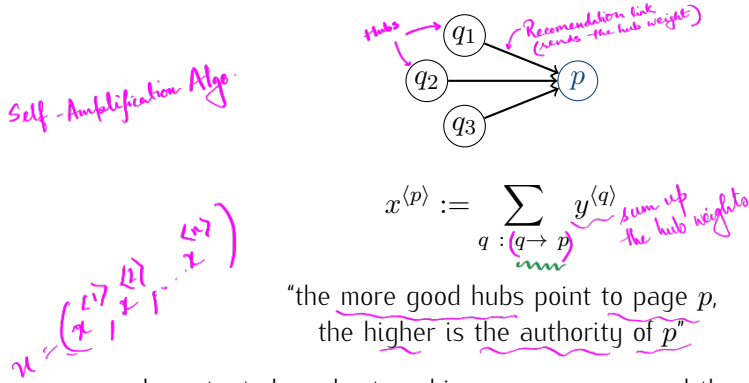 Hubs
q1
Recomendation link
(sends the hub weight)
q2
p
q3
Self-Amplification Algo.
x⟨p⟩ := ∑ y⟨q⟩
q : (q→ p)
sum up
the hub weights
x = (x⟨1⟩, x⟨2⟩, ... x⟨n⟩)
"the more good hubs point to page p,
the higher is the authority of p"